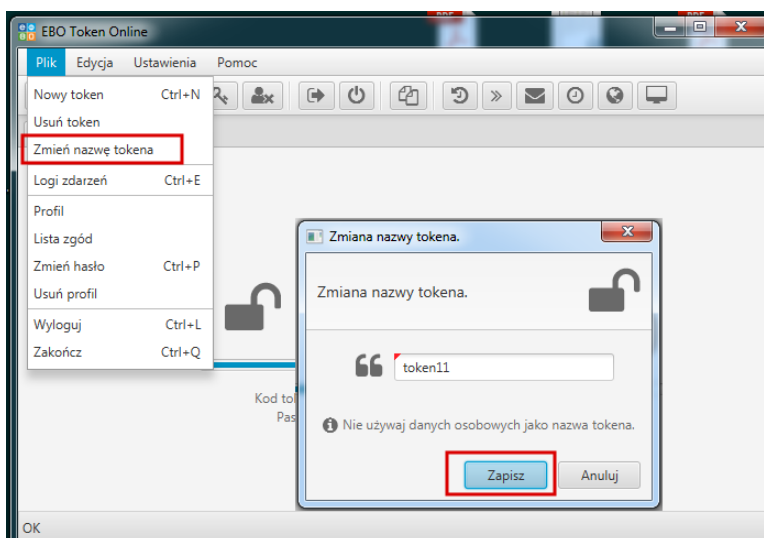 EBO Token Online
Plik Edycja Ustawienia Pomoc
Nowy token Ctrl+N
Usuń token
Zmień nazwę tokena
Logi zdarzeń Ctrl+E
Profil
Lista zgód
Zmień hasło Ctrl+P
Usuń profil
Wyloguj Ctrl+L
Zakończ Ctrl+Q
Zmiana nazwy tokena.
Zmiana nazwy tokena.
token11
Nie używaj danych osobowych jako nazwa tokena.
Zapisz Anuluj
Kod
OK